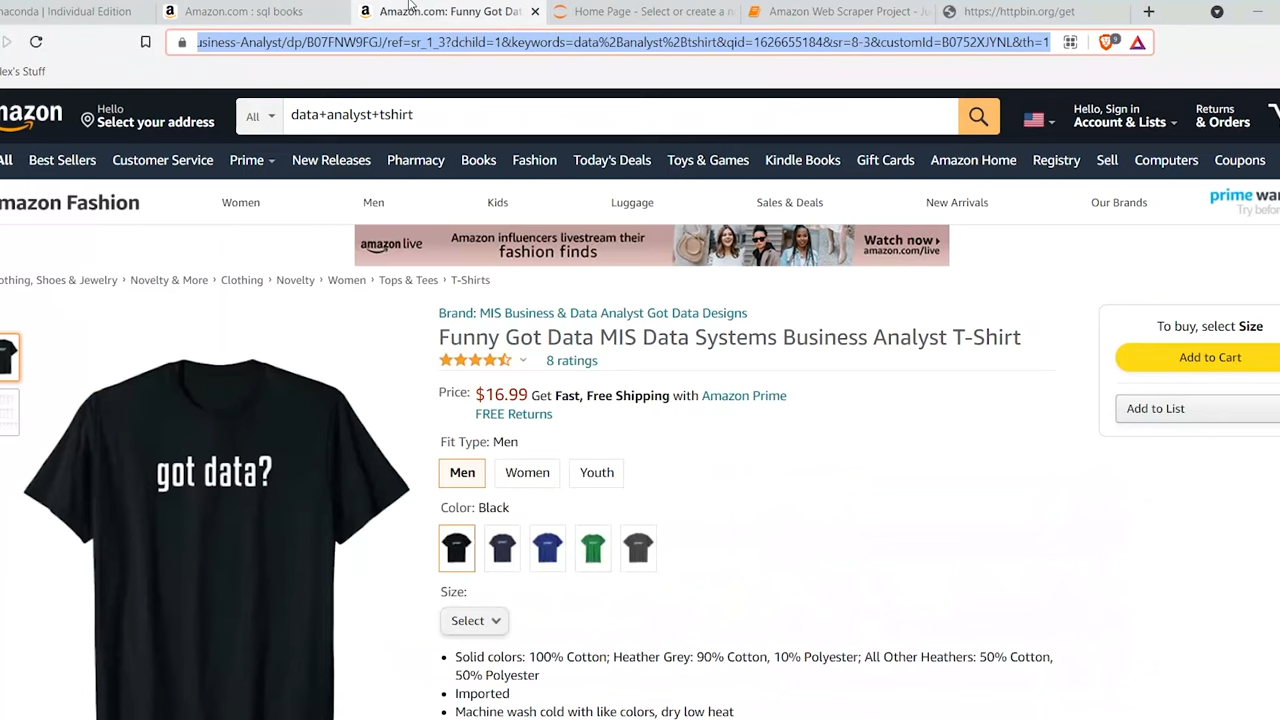 naconda | Individual Edition
Amazon.com : sql books
Amazon.com: Funny Got Dat
Home Page - Select or create a n
Amazon Web Scraper Project - Ju
https://httpbin.org/get
usiness-Analyst/dp/B07FNW9FGJ/ref=sr_1_3?dchild=1&keywords=data%2Banalyst%2Btshirt&qid=1626655184&sr=8-3&customId=B0752XJYNL&th=1
9
lex's Stuff
mazon
Hello
Select your address
All
data+analyst+tshirt
Hello, Sign in
Account & Lists
Returns
& Orders
All
Best Sellers
Customer Service
Prime
New Releases
Pharmacy
Books
Fashion
Today's Deals
Toys & Games
Kindle Books
Gift Cards
Amazon Home
Registry
Sell
Computers
Coupons
mazon Fashion
Women
Men
Kids
Luggage
Sales & Deals
New Arrivals
Our Brands
prime war
Try before
amazon live
Amazon influencers livestream their
fashion finds
Watch now
amazon.com/live
othing, Shoes & Jewelry › Novelty & More › Clothing › Novelty › Women › Tops & Tees › T-Shirts
Brand: MIS Business & Data Analyst Got Data Designs
Funny Got Data MIS Data Systems Business Analyst T-Shirt
8 ratings
Price: $16.99 Get Fast, Free Shipping with Amazon Prime
FREE Returns
Fit Type: Men
Men
Women
Youth
Color: Black
Size:
Select
• Solid colors: 100% Cotton; Heather Grey: 90% Cotton, 10% Polyester; All Other Heathers: 50% Cotton,
50% Polyester
• Imported
• Machine wash cold with like colors, dry low heat
got data?
To buy, select Size
Add to Cart
Add to List